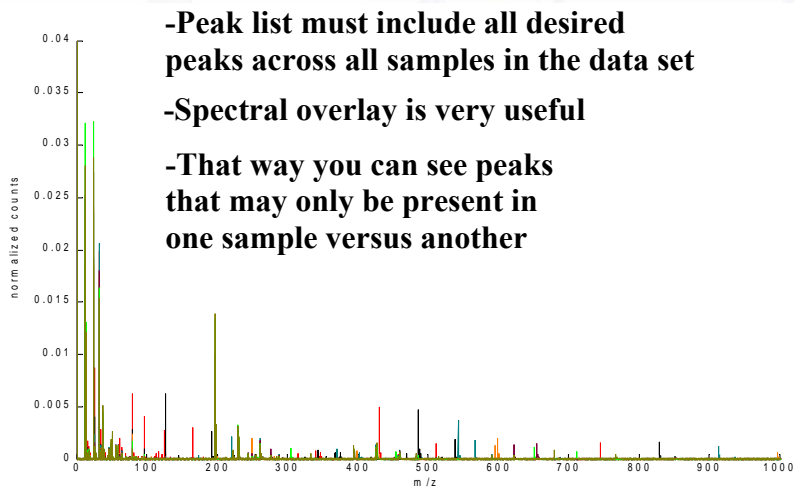 -Peak list must include all desired
peaks across all samples in the data set
-Spectral overlay is very useful
-That way you can see peaks
that may only be present in
one sample versus another
0.04
0.035
0.03
0.025
0.02
0.015
0.01
0.005
0
normalized counts
0 100 200 300 400 500 600 700 800 900 1000
m/z